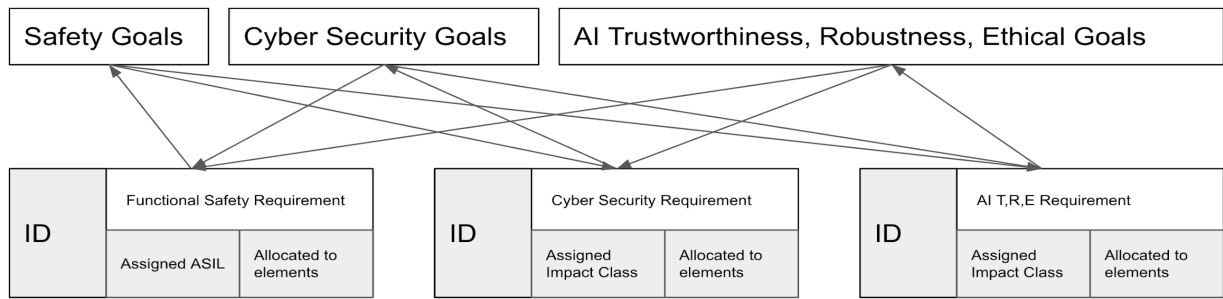 Safety Goals
Cyber Security Goals
AI Trustworthiness, Robustness, Ethical Goals
ID
Functional Safety Requirement
Assigned ASIL
Allocated to
elements
ID
Cyber Security Requirement
Assigned
Impact Class
Allocated to
elements
ID
AI T,R,E Requirement
Assigned
Impact Class
Allocated to
elements